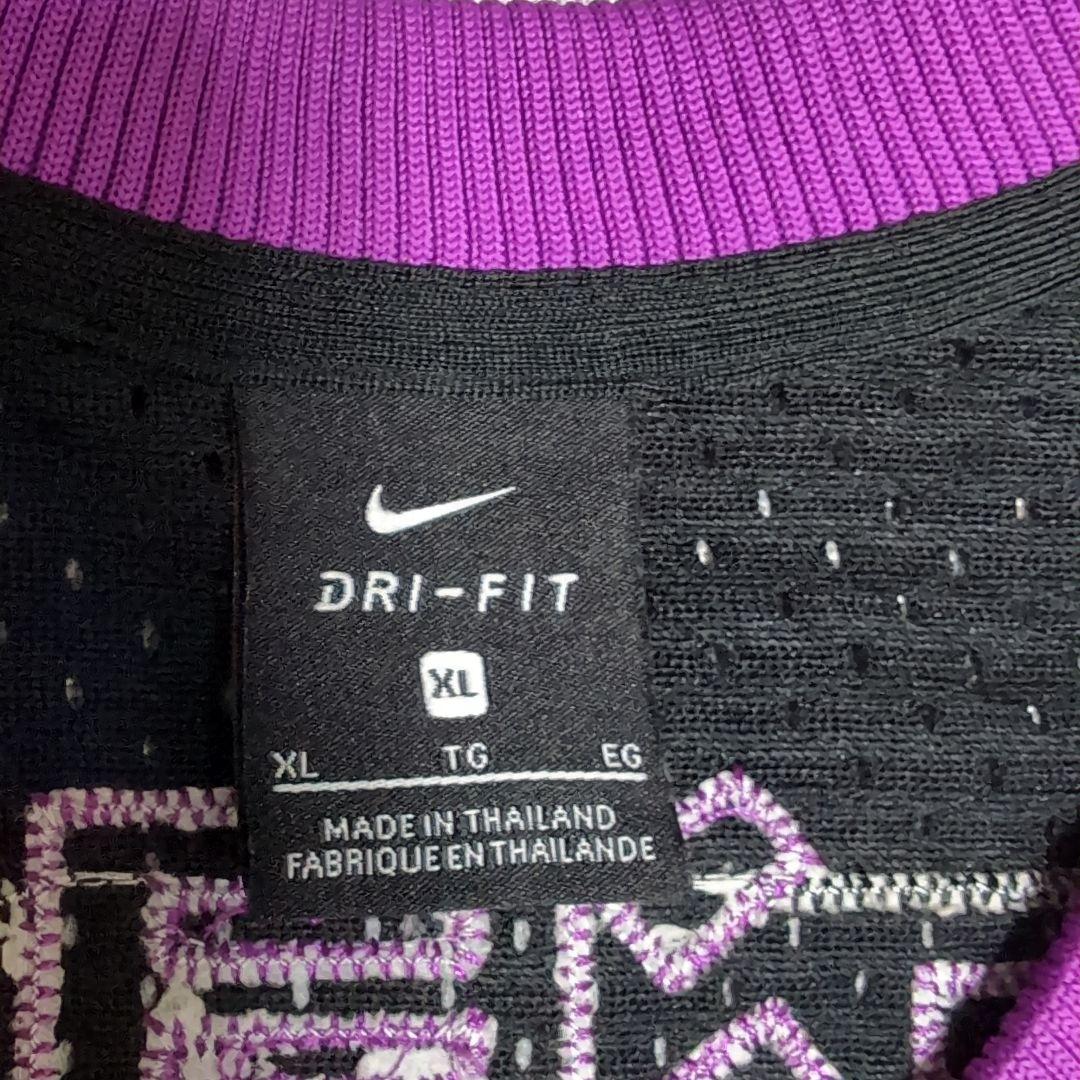 DRI-FIT
XL
XL TG EG
MADE IN THAILAND
FABRIQUE EN THAILANDE